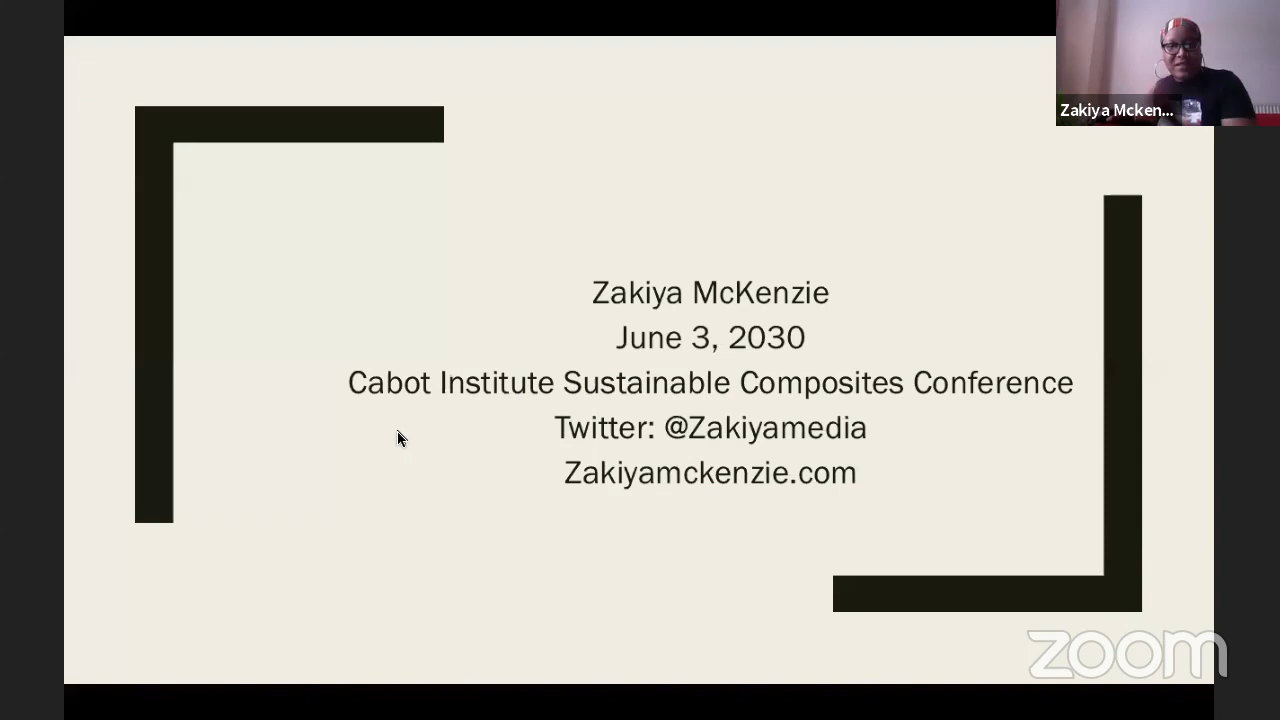 Zakiya Mcken...
Zakiya McKenzie
June 3, 2030
Cabot Institute Sustainable Composites Conference
Twitter: @Zakiyamedia
Zakiyamckenzie.com
zoom